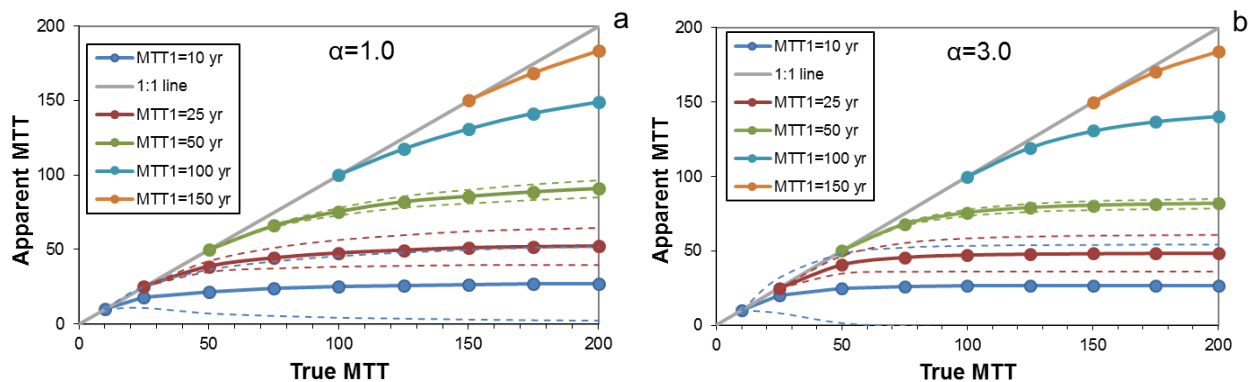 a
α=1.0
MTT1=10 yr
1:1 line
MTT1=25 yr
MTT1=50 yr
MTT1=100 yr
MTT1=150 yr
Apparent MTT
200
150
100
50
0
0
50
100
150
200
True MTT
b
α=3.0
MTT1=10 yr
1:1 line
MTT1=25 yr
MTT1=50 yr
MTT1=100 yr
MTT1=150 yr
Apparent MTT
200
150
100
50
0
0
50
100
150
200
True MTT